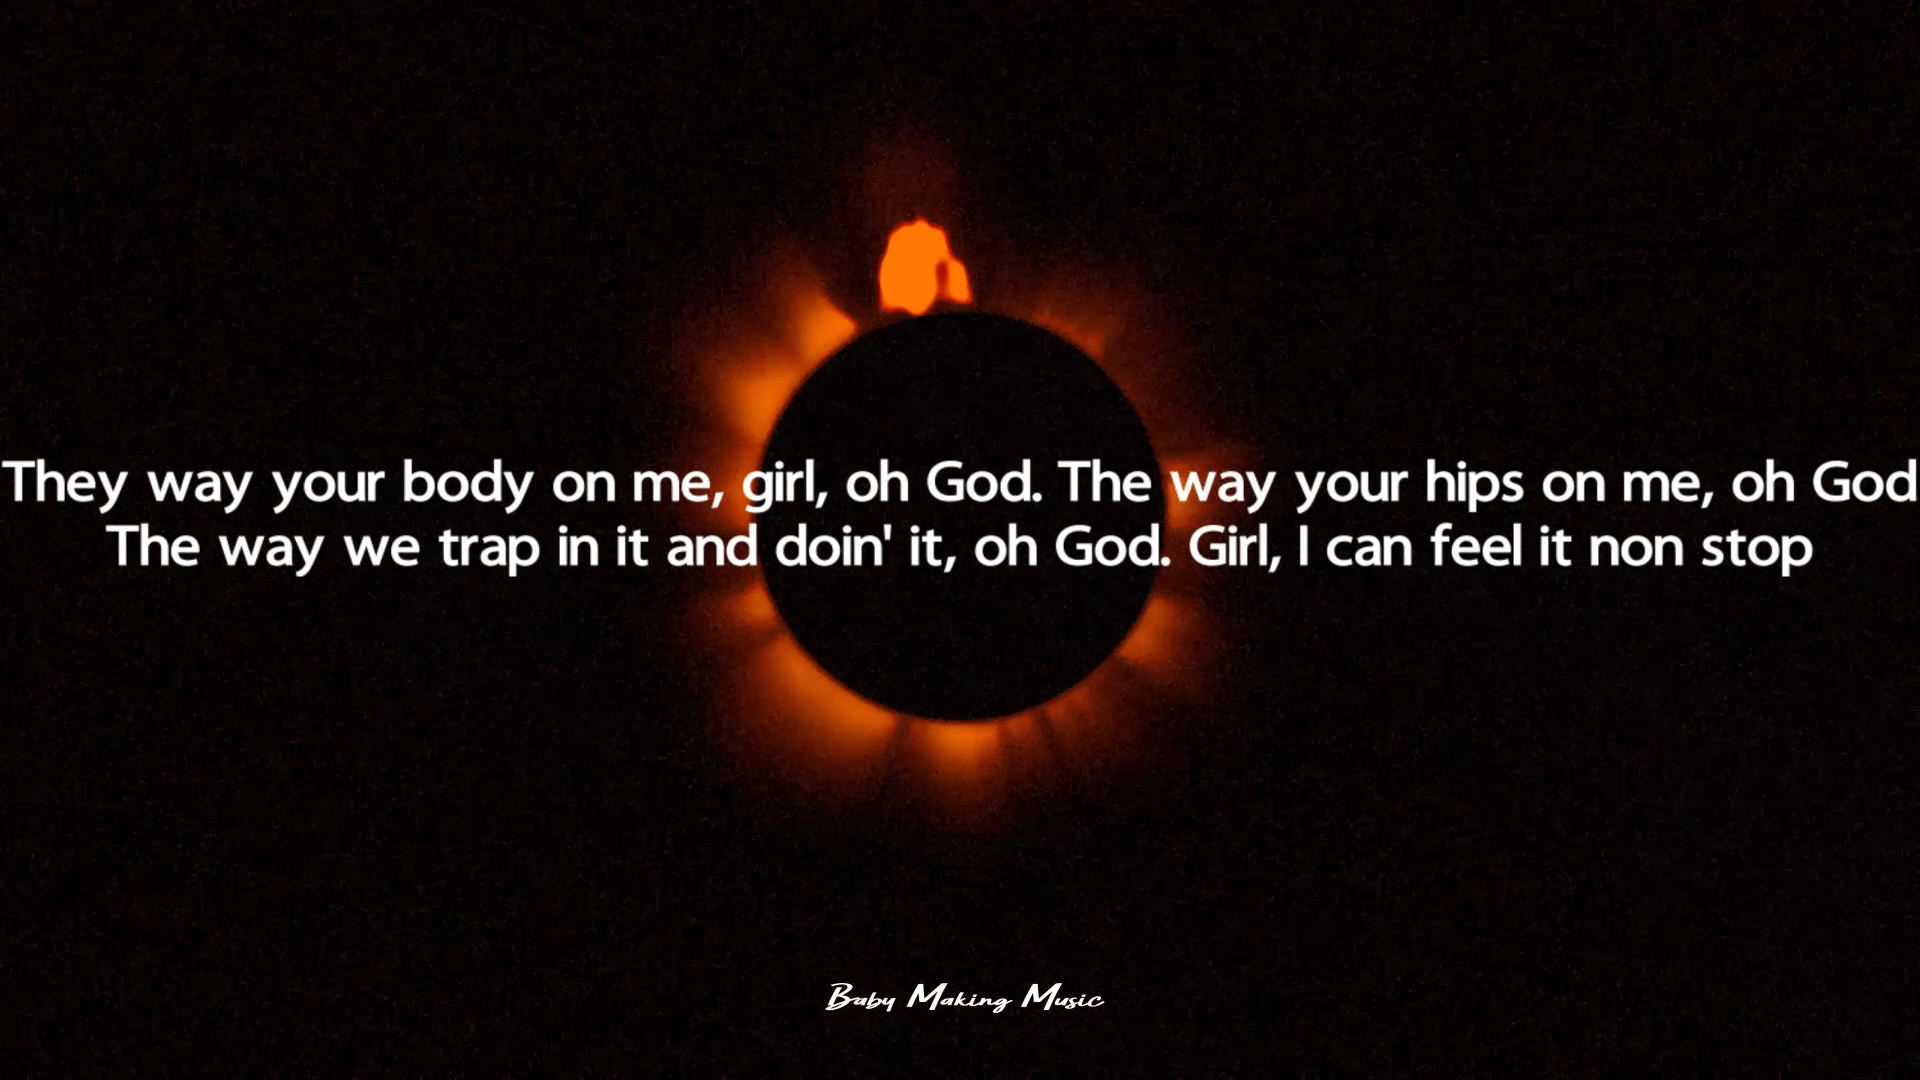 They way your body on me, girl, oh God. The way your hips on me, oh God
The way we trap in it and doin' it, oh God. Girl, I can feel it non stop
Baby Making Music